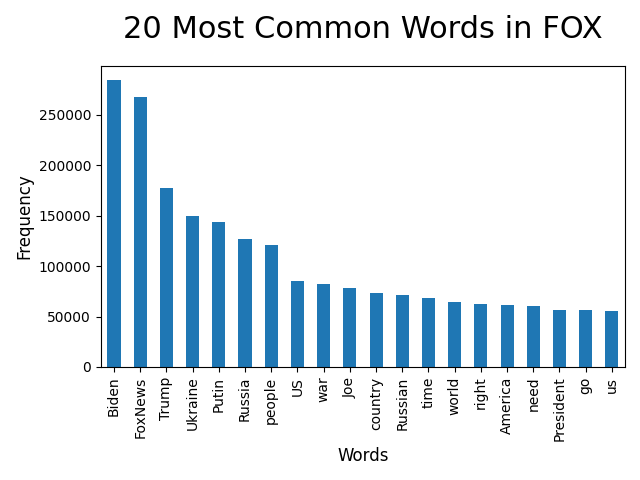 20 Most Common Words in FOX
Frequency
250000
200000
150000
100000
50000
0
Biden
FoxNews
Trump
Ukraine
Putin
Russia
people
US
war
Joe
country
Russian
time
world
right
America
need
President
go
us
Words